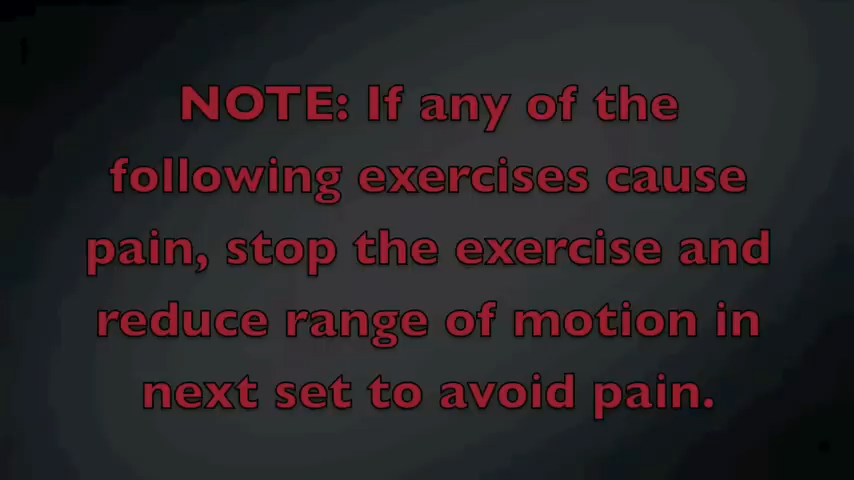 NOTE: If any of the
following exercises cause
pain, stop the exercise and
reduce range of motion in
next set to avoid pain.